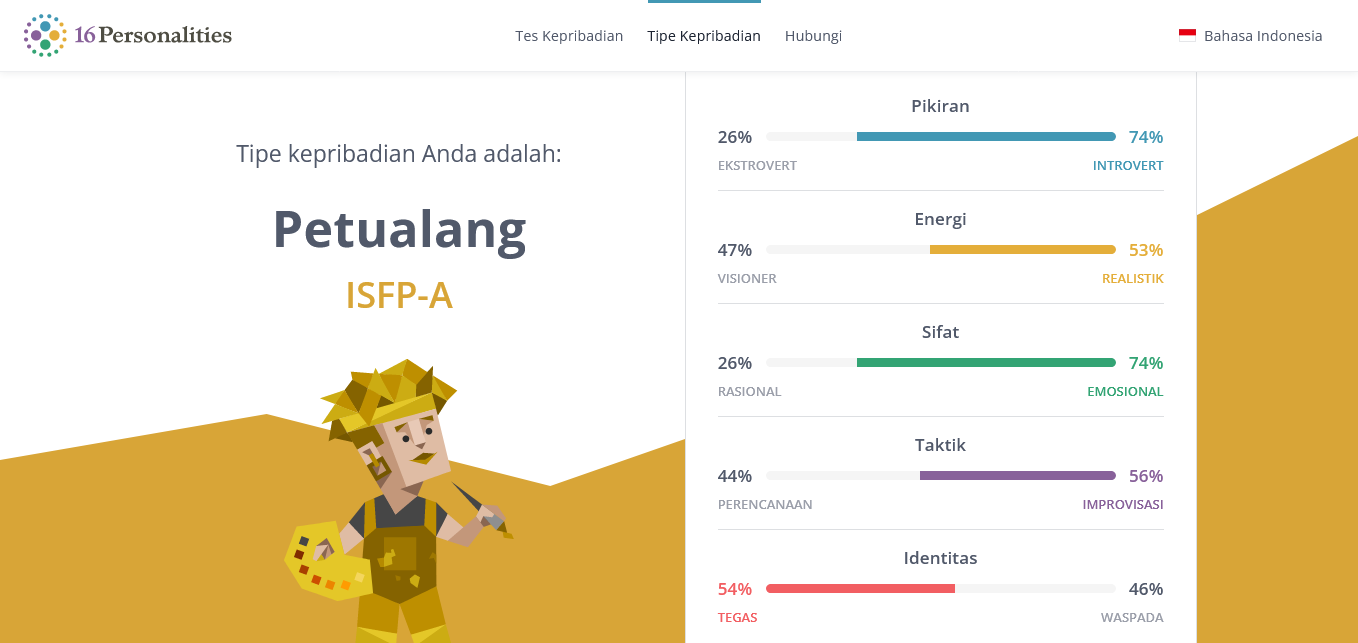 16Personalities
Tes Kepribadian
Tipe Kepribadian
Hubungi
Bahasa Indonesia
Tipe kepribadian Anda adalah:
Petualang
ISFP-A
Pikiran
26% 74%
EKSTROVERT INTROVERT
Energi
47% 53%
VISIONER REALISTIK
Sifat
26% 74%
RASIONAL EMOSIONAL
Taktik
44% 56%
PERENCANAAN IMPROVISASI
Identitas
54% 46%
TEGAS WASPADA